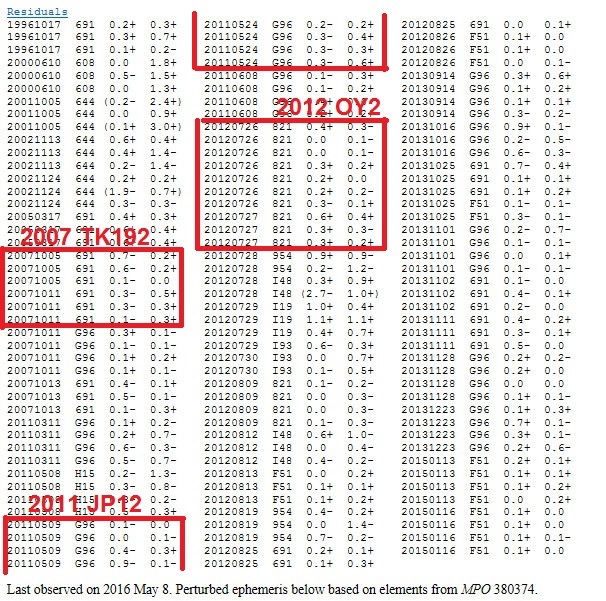 Residuals
19961017 691 0.2+ 0.3+
19961017 691 0.3+ 0.7+
19961017 691 0.1+ 0.2-
20000610 608 0.0 1.8+
20000610 608 0.5- 1.5+
20000610 608 0.0 1.3+
20011005 644 (0.2- 2.4+)
20011005 644 0.0 0.9+
20011005 644 (0.1+ 3.0+)
20021113 644 0.6+ 0.4+
20021113 644 0.4+ 1.4-
20021113 644 0.2- 1.4-
20021124 644 0.2+ 0.2+
20021124 644 (1.9- 0.7+)
20021124 644 0.3- 0.3-
20050317 691 0.4+ 0.3+
0.4+
2007 TK192
20071005 691 0.7- 0.2+
20071005 691 0.6- 0.2+
20071005 691 0.1- 0.0
20071011 691 0.3- 0.5+
20071011 691 0.3- 0.3+
20071011 691 0.1- 0.3+
20071011 G96 0.3+ 0.1-
20071011 G96 0.1- 0.1-
20071011 G96 0.1+ 0.2+
20071011 G96 0.1- 0.1+
20071013 691 0.4- 0.1+
20071013 691 0.5- 0.1-
20071013 691 0.1- 0.3-
20110311 G96 0.1+ 0.2-
20110311 G96 0.2+ 0.7-
20110311 G96 0.6- 0.3-
20110311 G96 0.5- 0.7-
20110508 H15 0.2- 1.3-
20110508 H15 0.3- 0.8-
H15 0.2-
2011 JP12
0.3+
20110509 G96 0.1- 0.0
20110509 G96 0.0 0.1-
20110509 G96 0.4- 0.3+
20110509 G96 0.9- 0.1-
20110524 G96 0.2- 0.2+
20110524 G96 0.3- 0.4+
20110524 G96 0.3- 0.3+
20110524 G96 0.3- 0.6+
20110608 G96 0.1- 0.3+
20110608 G96 0.1- 0.2+
20110608
2012 OY2
20120726 821 0.4+ 0.3-
20120726 821 0.0 0.1-
20120726 821 0.0 0.1-
20120726 821 0.3+ 0.2+
20120726 821 0.2+ 0.0
20120726 821 0.2+ 0.2-
20120726 821 0.3- 0.1+
20120727 821 0.6+ 0.4+
20120727 821 0.3+ 0.3-
20120727 821 0.3+ 0.2+
20120728 954 0.9+ 0.9-
20120728 954 0.2- 1.2-
20120728 I48 0.3- 0.9+
20120728 I48 (2.7- 1.0+)
20120729 I19 1.0+ 0.4+
20120729 I19 1.1+ 1.1+
20120729 I19 0.4+ 0.7+
20120730 I93 0.6- 0.3+
20120730 I93 0.0 0.7+
20120730 I93 0.1- 0.5+
20120809 821 0.1- 0.2-
20120809 821 0.0 0.3-
20120809 821 0.0 0.3-
20120809 821 0.1- 0.3-
20120812 I48 0.6+ 1.0-
20120812 I48 0.0 0.4-
20120812 I48 0.4- 0.2-
20120813 F51 0.0 0.2+
20120813 F51 0.1+ 0.1+
20120813 F51 0.1+ 0.2+
20120819 954 0.4- 0.2+
20120819 954 0.0 1.4-
20120819 954 0.7- 0.2-
20120825 691 0.2+ 0.1+
20120825 691 0.1+ 0.3+
20120825 691 0.0 0.1+
20120826 F51 0.1+ 0.0
20120826 F51 0.1+ 0.0
20120826 F51 0.0 0.1-
20130914 G96 0.3+ 0.6+
20130914 G96 0.1+ 0.2+
20130914 G96 0.1+ 0.1+
20130914 G96 0.1- 0.1+
20131016 G96 0.9+ 0.1-
20131016 G96 0.2- 0.5-
20131016 G96 0.6- 0.3-
20131025 691 0.7- 0.4+
20131025 691 0.1+ 0.1+
20131025 691 0.1+ 0.2+
20131025 F51 0.1- 0.1-
20131025 F51 0.3- 0.1-
20131101 G96 0.2- 0.7-
20131101 G96 0.2- 0.7-
20131101 G96 0.0 0.1+
20131101 G96 0.1- 0.1-
20131102 691 0.1- 0.0
20131102 691 0.4- 0.1+
20131111 691 0.4- 0.2+
20131111 691 0.3- 0.1+
20131111 691 0.5- 0.0
20131128 G96 0.2+ 0.2-
20131128 G96 0.2+ 0.0
20131128 G96 0.0 0.0
20131128 G96 0.1+ 0.1-
20131223 G96 0.1+ 0.3+
20131223 G96 0.7+ 0.1-
20131223 G96 0.3+ 0.1-
20131223 G96 0.2+ 0.6-
20150113 F51 0.2+ 0.1+
20150113 F51 0.1+ 0.1+
20150113 F51 0.1+ 0.1+
20150113 F51 0.0 0.2+
20150116 F51 0.1+ 0.0
20150116 F51 0.1+ 0.0
20150116 F51 0.1+ 0.1-
20150116 F51 0.1+ 0.0
Last observed on 2016 May 8. Perturbed ephemeris below based on elements from MPO 380374.